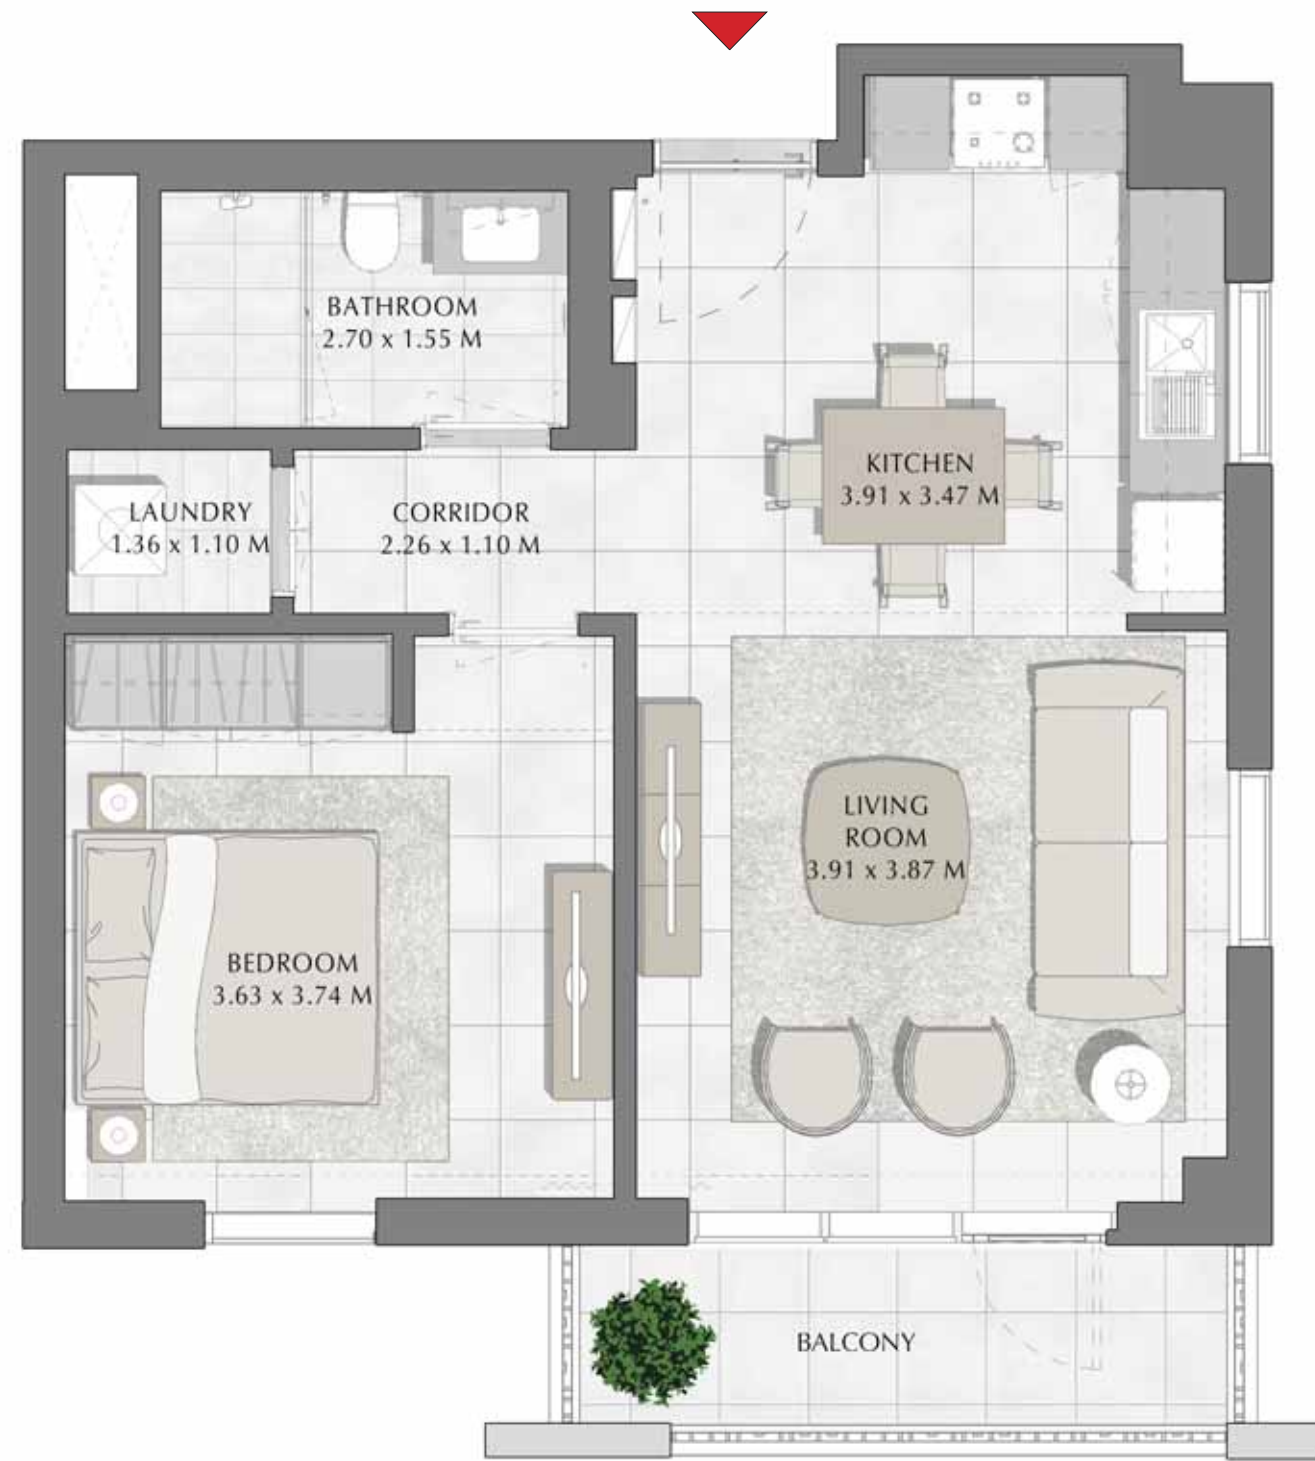 BATHROOM
2.70 x 1.55 M
KITCHEN
3.91 x 3.47 M
LAUNDRY
1.36 x 1.10 M
CORRIDOR
2.26 x 1.10 M
LIVING
ROOM
3.91 x 3.87 M
BEDROOM
3.63 x 3.74 M
BALCONY